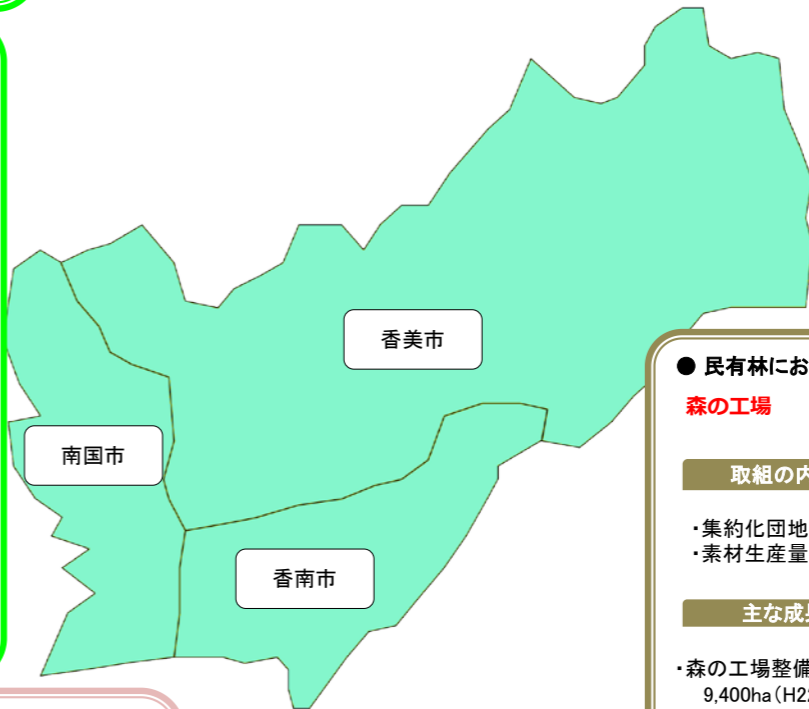 香美市
南国市
香南市
● 民有林にお
森の工場
取組の内
・集約化団地
・素材生産量
主な成
・森の工場整備
9,400ha（H2